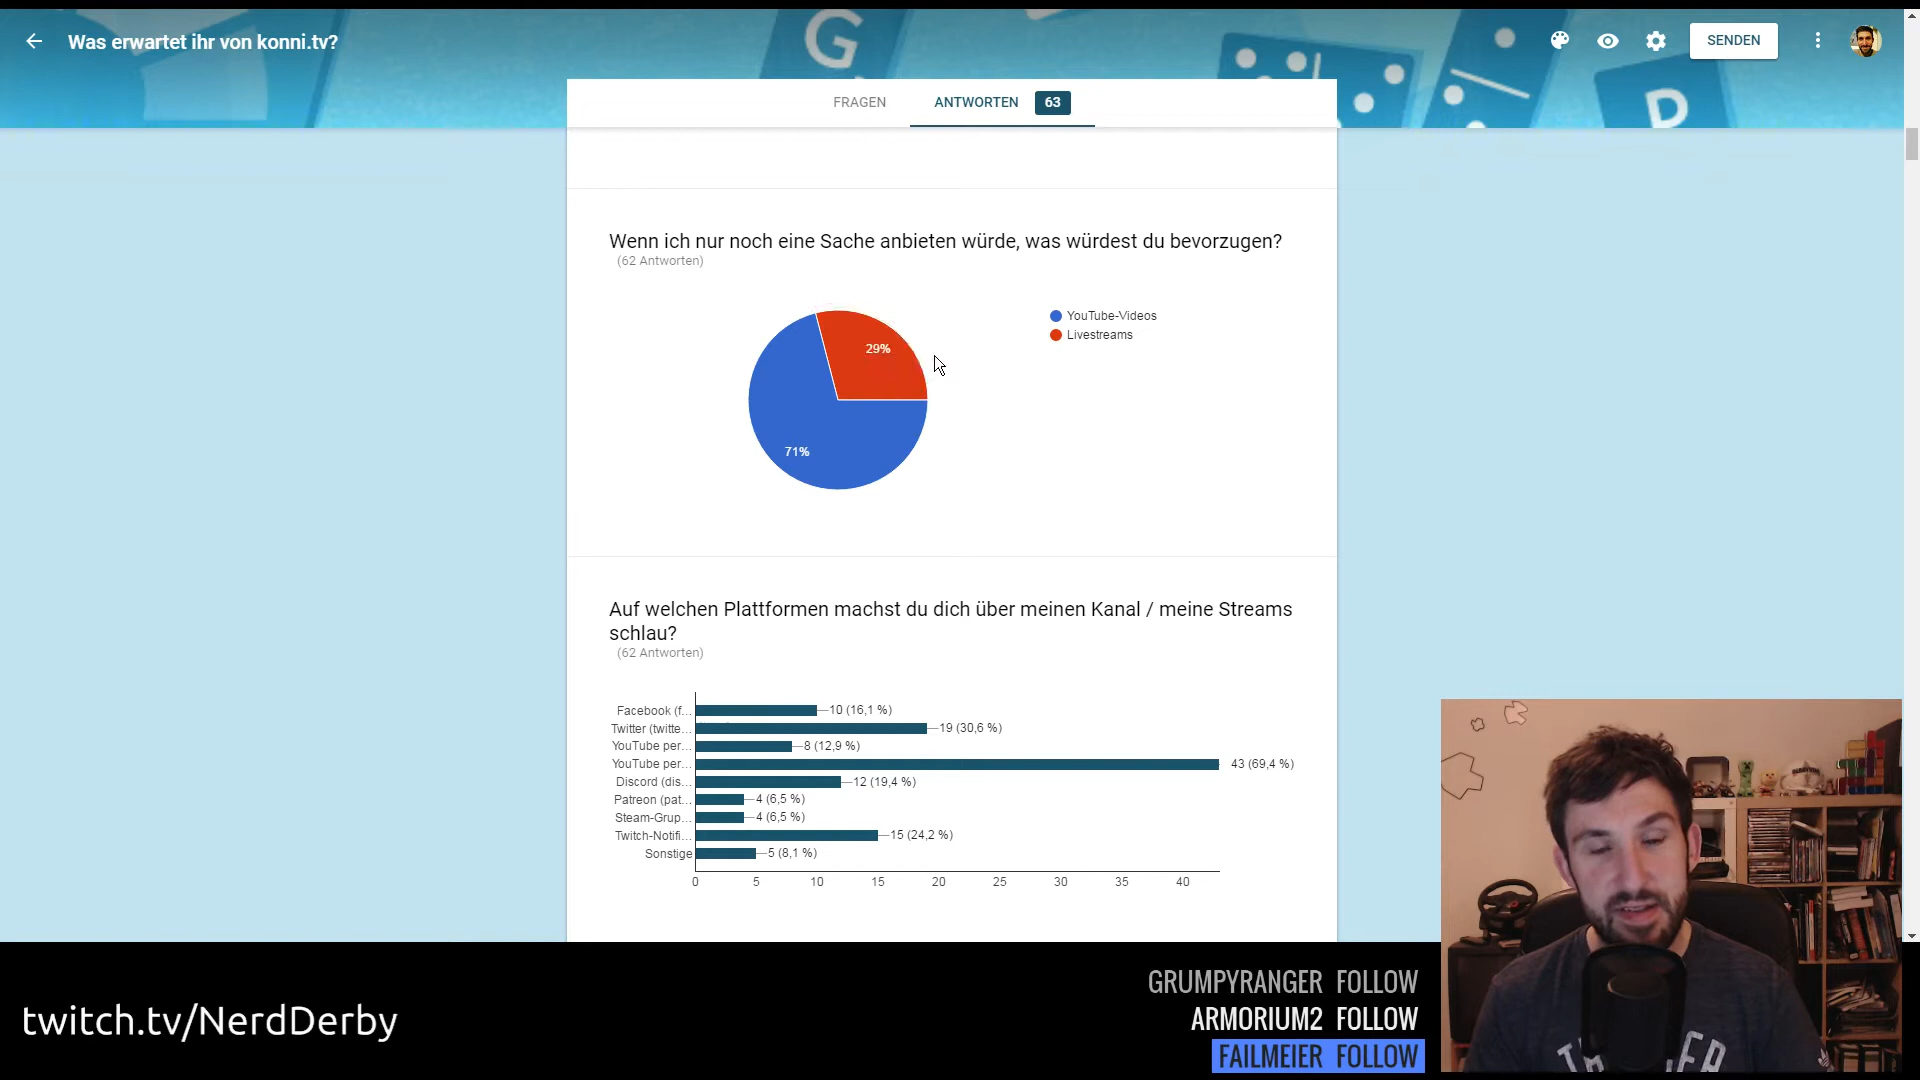 Was erwartet ihr von konni.tv?
SENDEN
G
D
FRAGEN
ANTWORTEN 63
Wenn ich nur noch eine Sache anbieten würde, was würdest du bevorzugen?
(62 Antworten)
YouTube-Videos
Livestreams
29%
71%
Auf welchen Plattformen machst du dich über meinen Kanal / meine Streams
schlau?
(62 Antworten)
Facebook (f... 10 (16,1 %)
Twitter (twitte... 19 (30,6 %)
YouTube per... 8 (12,9 %)
YouTube per... 43 (69,4 %)
Discord (dis... 12 (19,4 %)
Patreon (pat... 4 (6,5 %)
Steam-Grup... 4 (6,5 %)
Twitch-Notifi... 15 (24,2 %)
Sonstige 5 (8,1 %)
0 5 10 15 20 25 30 35 40
twitch.tv/NerdDerby
GRUMPYRANGER FOLLOW
ARMORIUM2 FOLLOW
FAILMEIER FOLLOW